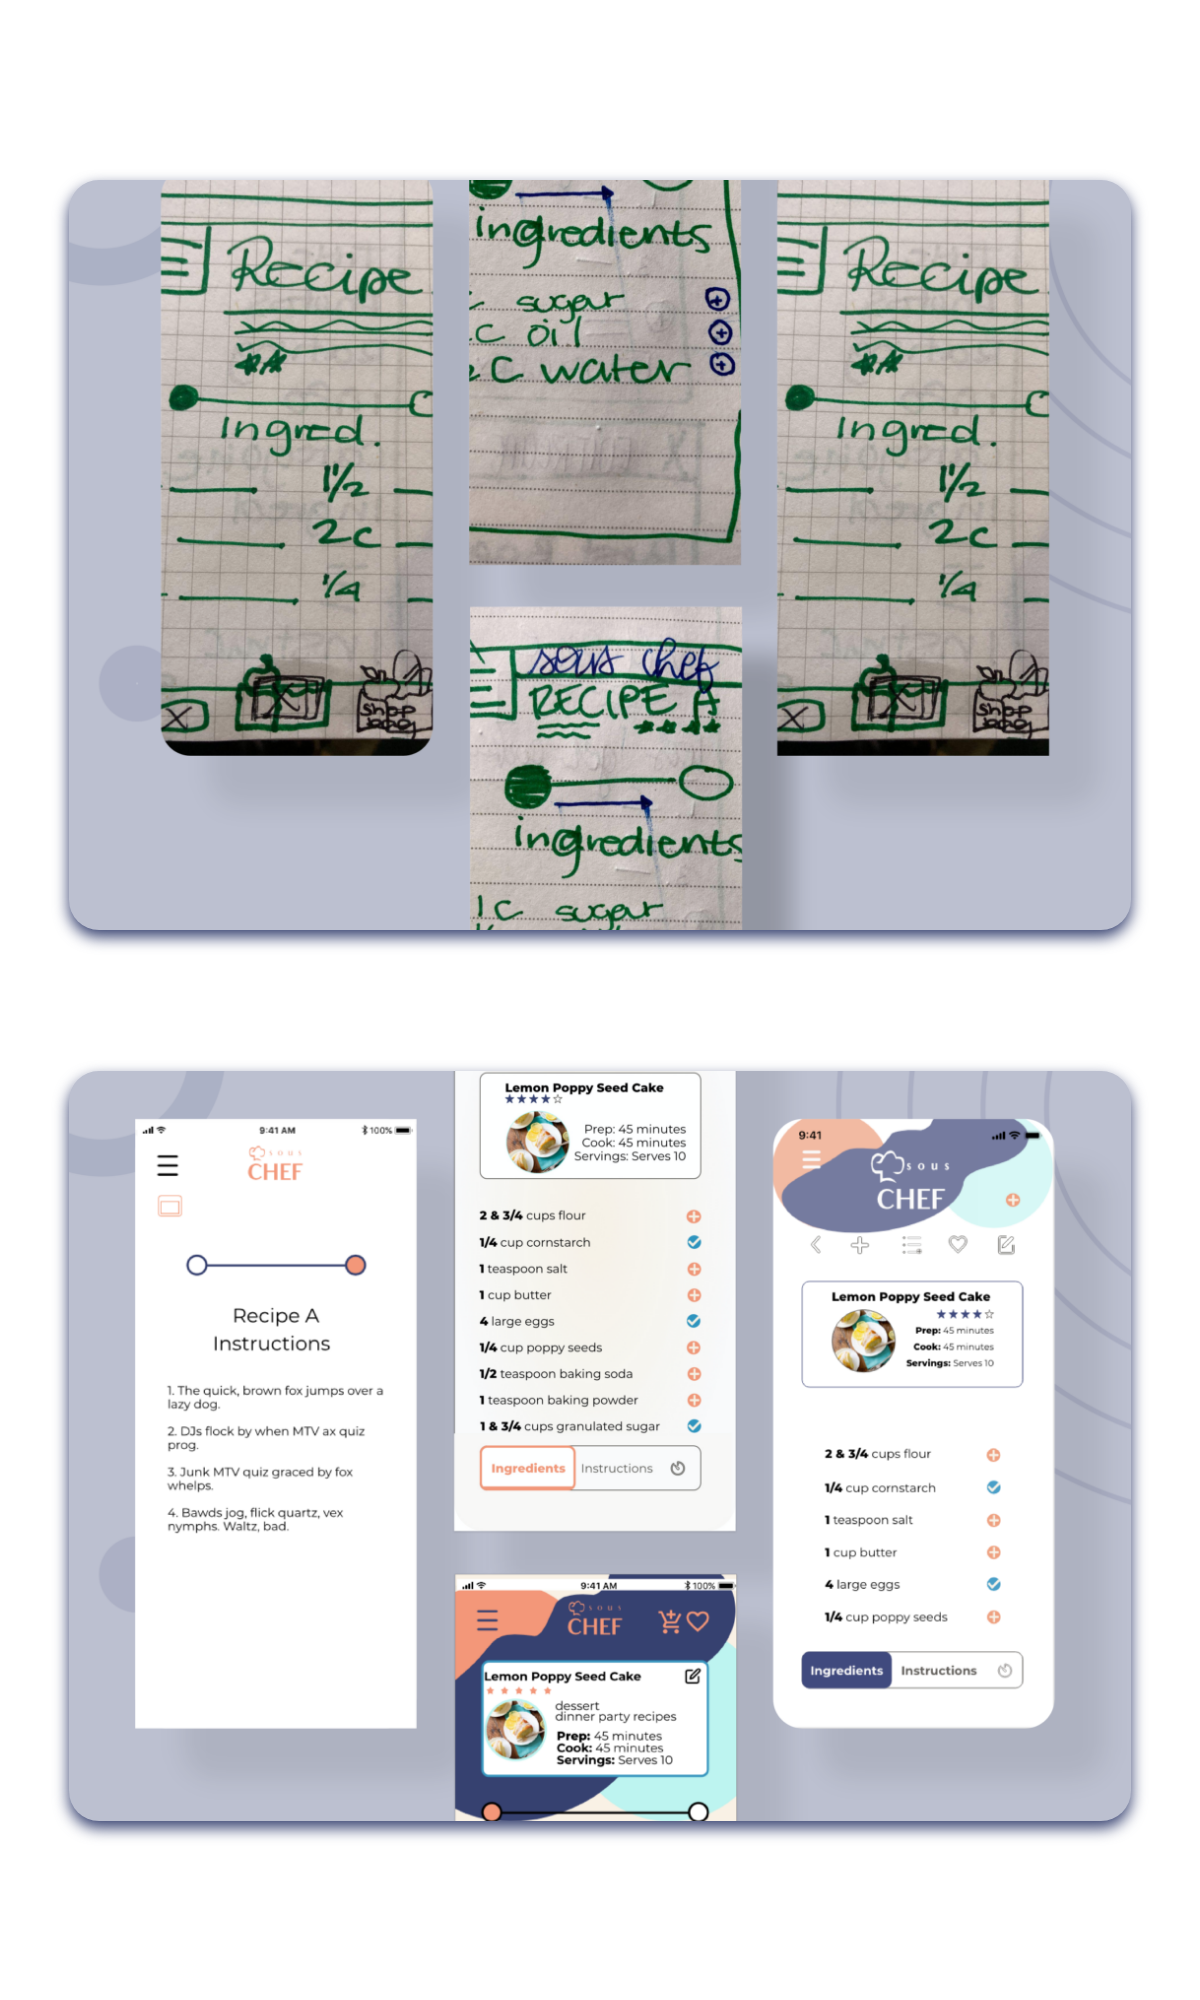 Recipe
Ingred.
1 1/2
2c
1/4
shop
ingredients
c sugar
c oil
c water
sous chef
RECIPE A
ingredients
1c sugar
Recipe
Ingred.
1 1/2
2c
1/4
shop
9:41 AM
100%
sous
CHEF
Recipe A
Instructions
1. The quick, brown fox jumps over a
lazy dog.
2. DJs flock by when MTV ax quiz
prog.
3. Junk MTV quiz graced by fox
whelps.
4. Bawds jog, flick quartz, vex
nymphs. Waltz, bad.
Lemon Poppy Seed Cake
Prep: 45 minutes
Cook: 45 minutes
Servings: Serves 10
2 & 3/4 cups flour
1/4 cup cornstarch
1 teaspoon salt
1 cup butter
4 large eggs
1/4 cup poppy seeds
1/2 teaspoon baking soda
1 teaspoon baking powder
1 & 3/4 cups granulated sugar
Ingredients Instructions
9:41 AM
100%
sous
CHEF
Lemon Poppy Seed Cake
dessert
dinner party recipes
Prep: 45 minutes
Cook: 45 minutes
Servings: Serves 10
9:41
sous
CHEF
Lemon Poppy Seed Cake
Prep: 45 minutes
Cook: 45 minutes
Servings: Serves 10
2 & 3/4 cups flour
1/4 cup cornstarch
1 teaspoon salt
1 cup butter
4 large eggs
1/4 cup poppy seeds
Ingredients Instructions